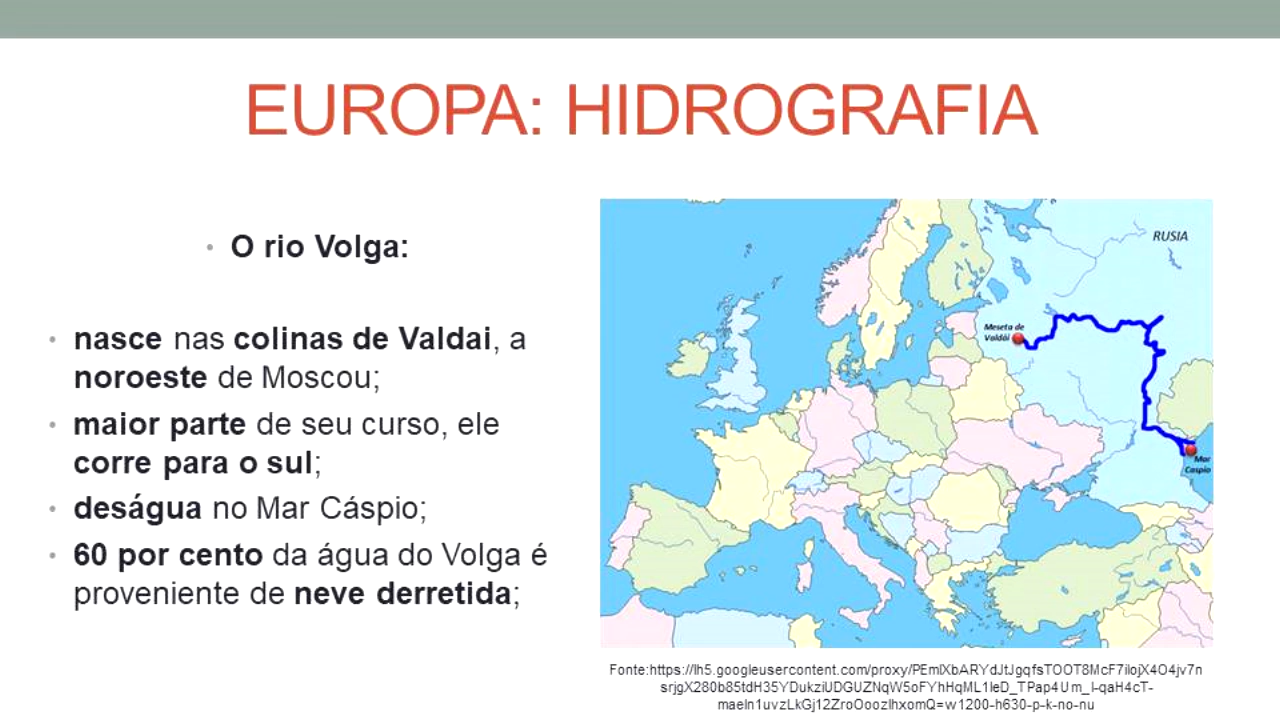 EUROPA: HIDROGRAFIA
• O rio Volga:
• nasce nas colinas de Valdai, a
noroeste de Moscou;
• maior parte de seu curso, ele
corre para o sul;
• deságua no Mar Cáspio;
• 60 por cento da água do Volga é
proveniente de neve derretida;
RUSIA
Meseta de
Valdái
Mar
Caspio
Fonte:https://lh5.googleusercontent.com/proxy/PEmlXbARYdJtJgqfsTOOT8McF7ilojX4O4jv7n
srjgX280b85tdH35YDukziUDGUZNqW5oFYhHqML1IeD_TPap4Um_l-qaH4cT-
maeln1uvzLkGj12ZroOoozIhxomQ=w1200-h630-p-k-no-nu